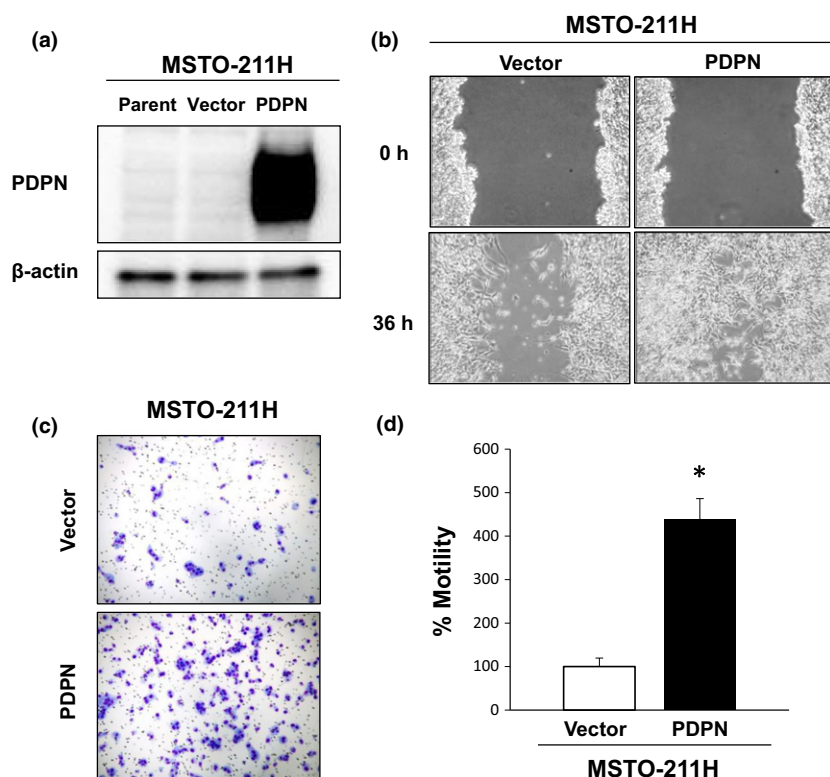 (a)
MSTO-211H
Parent Vector PDPN
PDPN
β-actin
(b)
MSTO-211H
Vector PDPN
0 h
36 h
(c)
MSTO-211H
Vector
PDPN
(d)
% Motility
600
500
400
300
200
100
0
*
Vector PDPN
MSTO-211H